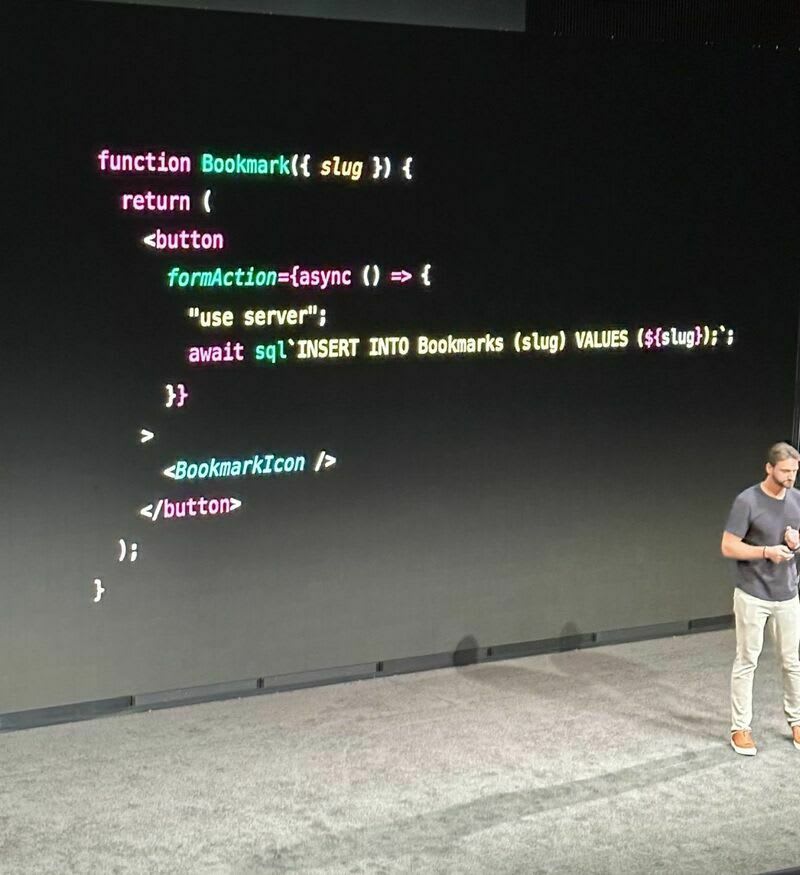 function Bookmark({ slug }) {
return (
<button
formAction={async () => {
"use server";
await sql`INSERT INTO Bookmarks (slug) VALUES (${slug});`;
}}
>
<BookmarkIcon />
</button>
);
}